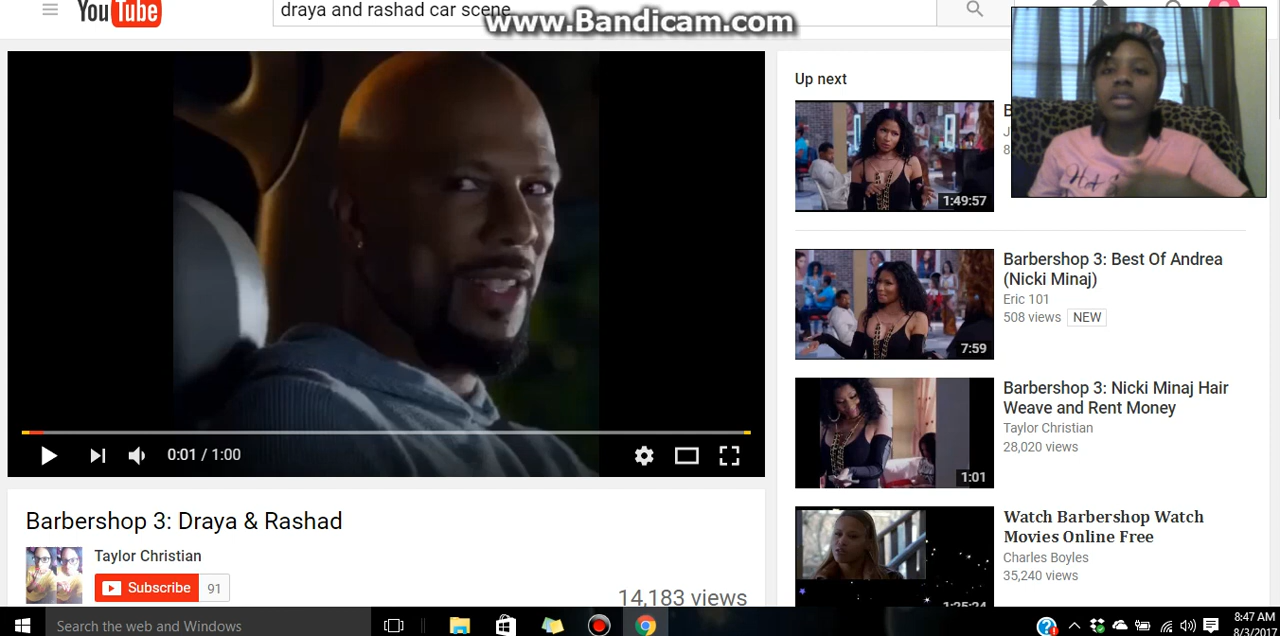 YouTube
draya and rashad car scene
www.Bandicam.com
Up next
B
J
8
1:49:57
Barbershop 3: Best Of Andrea
(Nicki Minaj)
Eric 101
508 views NEW
7:59
Barbershop 3: Nicki Minaj Hair
Weave and Rent Money
Taylor Christian
28,020 views
1:01
Watch Barbershop Watch
Movies Online Free
Charles Boyles
35,240 views
1:25:24
0:01 / 1:00
Barbershop 3: Draya & Rashad
Taylor Christian
Subscribe 91
14,183 views
Search the web and Windows
8:47 AM
8/3/2017